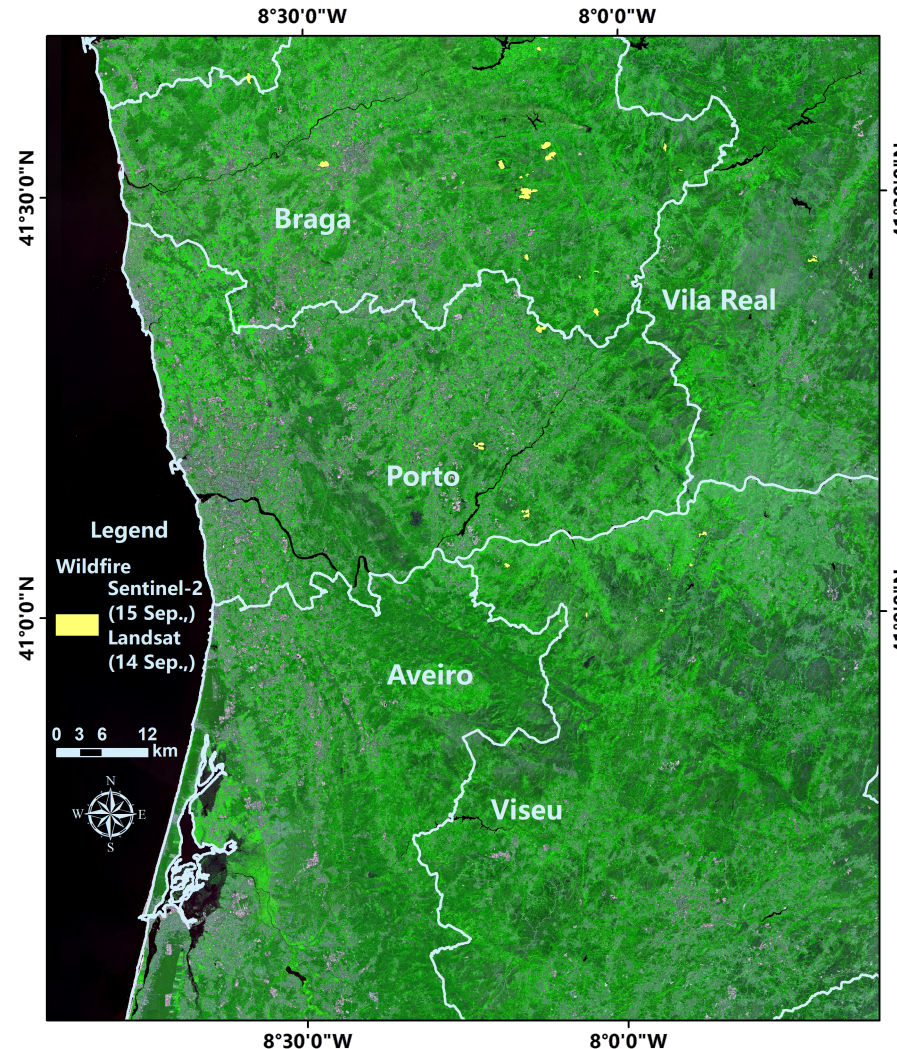 8°30'0"W 8°0'0"W
41°30'0"N
Braga
Vila Real
Porto
Legend
Wildfire
Sentinel-2
(15 Sep.,)
Landsat
(14 Sep.,)
41°0'0"N
Aveiro
0 3 6 12 km
N
W E
S
Viseu
8°30'0"W 8°0'0"W